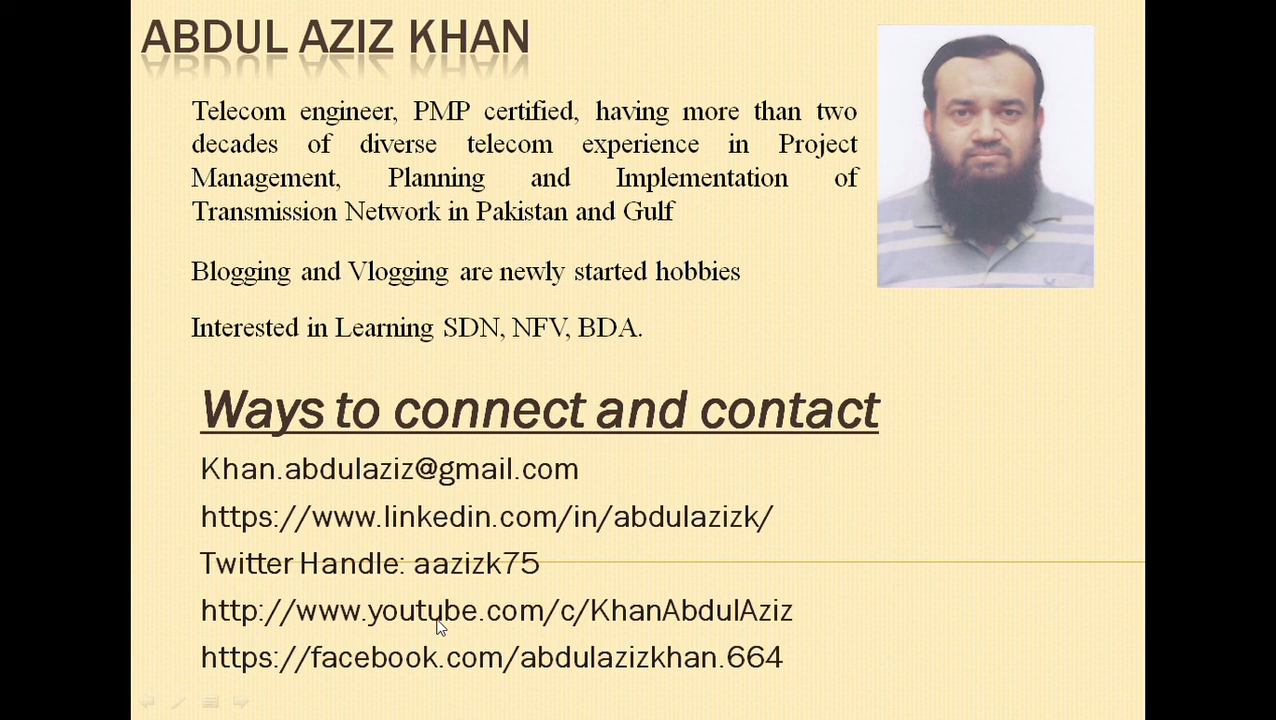 ABDUL AZIZ KHAN
Telecom engineer, PMP certified, having more than two
decades of diverse telecom experience in Project
Management, Planning and Implementation of
Transmission Network in Pakistan and Gulf
Blogging and Vlogging are newly started hobbies
Interested in Learning SDN, NFV, BDA.
Ways to connect and contact
Khan.abdulaziz@gmail.com
https://www.linkedin.com/in/abdulazizk/
Twitter Handle: aazizk75
http://www.youtube.com/c/KhanAbdulAziz
https://facebook.com/abdulazizkhan.664